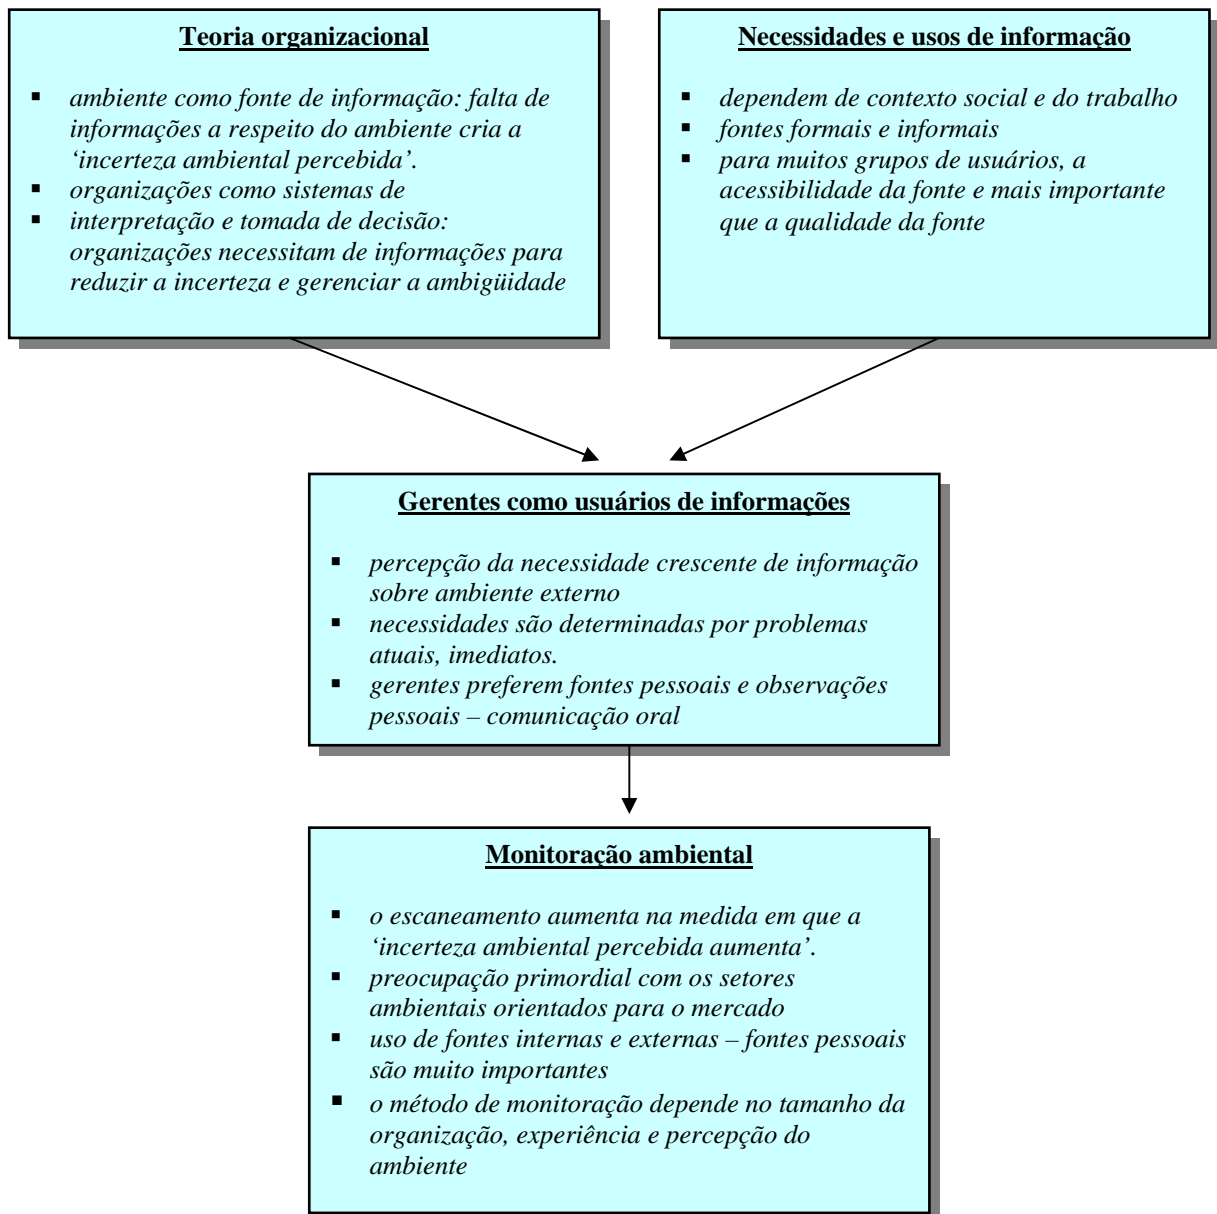 Teoria organizacional
▪ ambiente como fonte de informação: falta de
informações a respeito do ambiente cria a
‘incerteza ambiental percebida’.
▪ organizações como sistemas de
▪ interpretação e tomada de decisão:
organizações necessitam de informações para
reduzir a incerteza e gerenciar a ambigüidade
Necessidades e usos de informação
▪ dependem de contexto social e do trabalho
▪ fontes formais e informais
▪ para muitos grupos de usuários, a
acessibilidade da fonte e mais importante
que a qualidade da fonte
Gerentes como usuários de informações
▪ percepção da necessidade crescente de informação
sobre ambiente externo
▪ necessidades são determinadas por problemas
atuais, imediatos.
▪ gerentes preferem fontes pessoais e observações
pessoais – comunicação oral
Monitoração ambiental
▪ o escaneamento aumenta na medida em que a
‘incerteza ambiental percebida aumenta’.
▪ preocupação primordial com os setores
ambientais orientados para o mercado
▪ uso de fontes internas e externas – fontes pessoais
são muito importantes
▪ o método de monitoração depende no tamanho da
organização, experiência e percepção do
ambiente